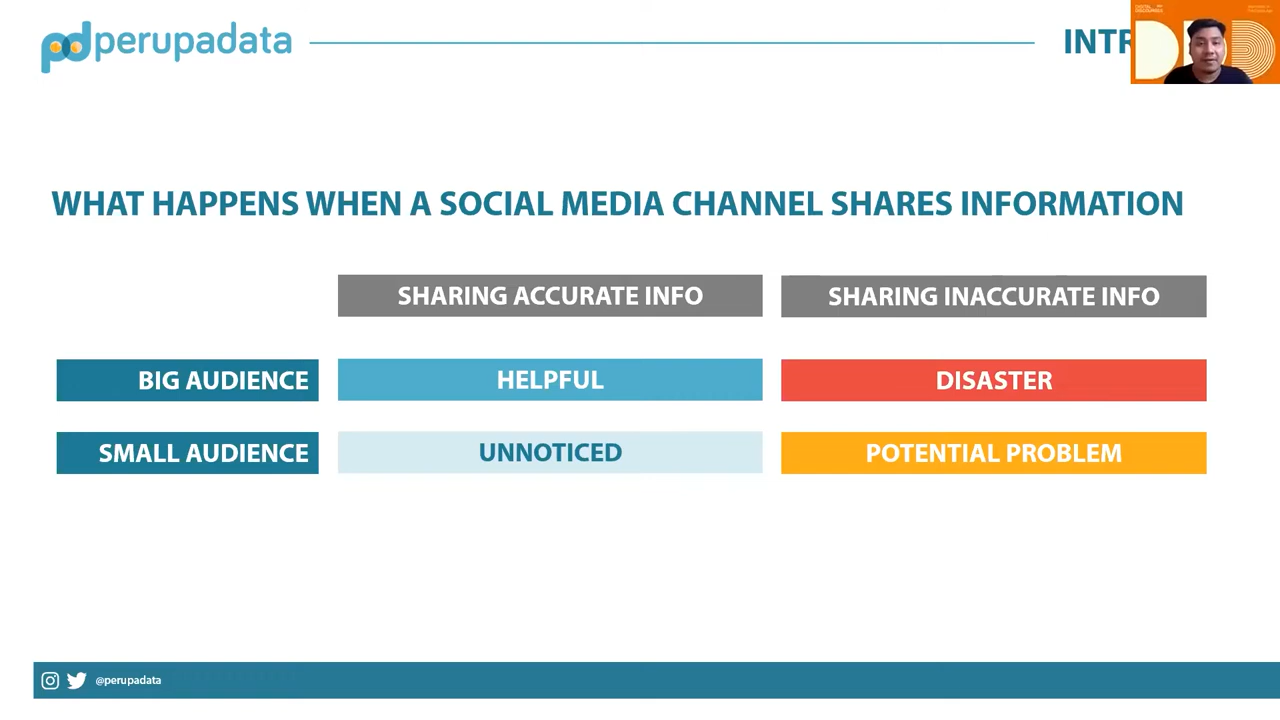 perupadata
INTR
WHAT HAPPENS WHEN A SOCIAL MEDIA CHANNEL SHARES INFORMATION
SHARING ACCURATE INFO
SHARING INACCURATE INFO
BIG AUDIENCE
HELPFUL
DISASTER
SMALL AUDIENCE
UNNOTICED
POTENTIAL PROBLEM
@perupadata